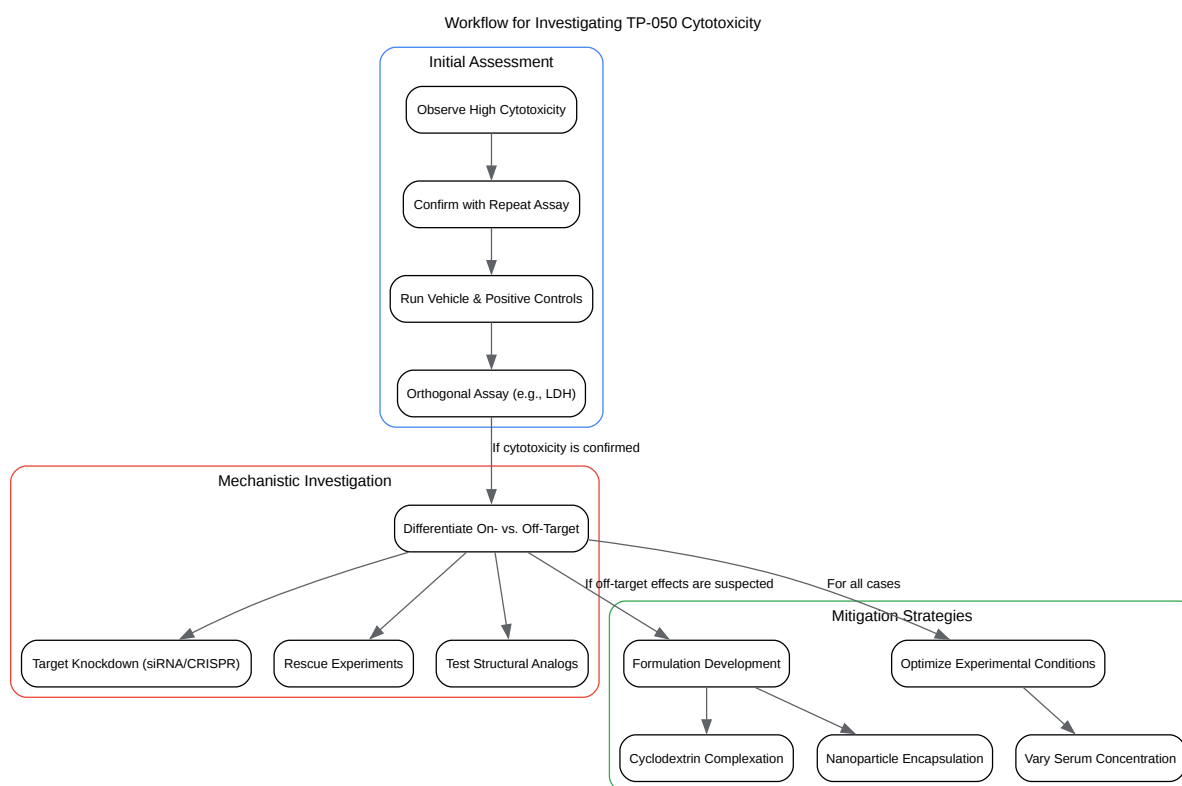 Workflow for Investigating TP-050 Cytotoxicity
Initial Assessment
Observe High Cytotoxicity
Confirm with Repeat Assay
Run Vehicle & Positive Controls
Orthogonal Assay (e.g., LDH)
If cytotoxicity is confirmed
Mechanistic Investigation
Differentiate On- vs. Off-Target
If off-target effects are suspected
For all cases
Mitigation Strategies
Target Knockdown (siRNA/CRISPR)
Rescue Experiments
Test Structural Analogs
Formulation Development
Optimize Experimental Conditions
Cyclodextrin Complexation
Nanoparticle Encapsulation
Vary Serum Concentration